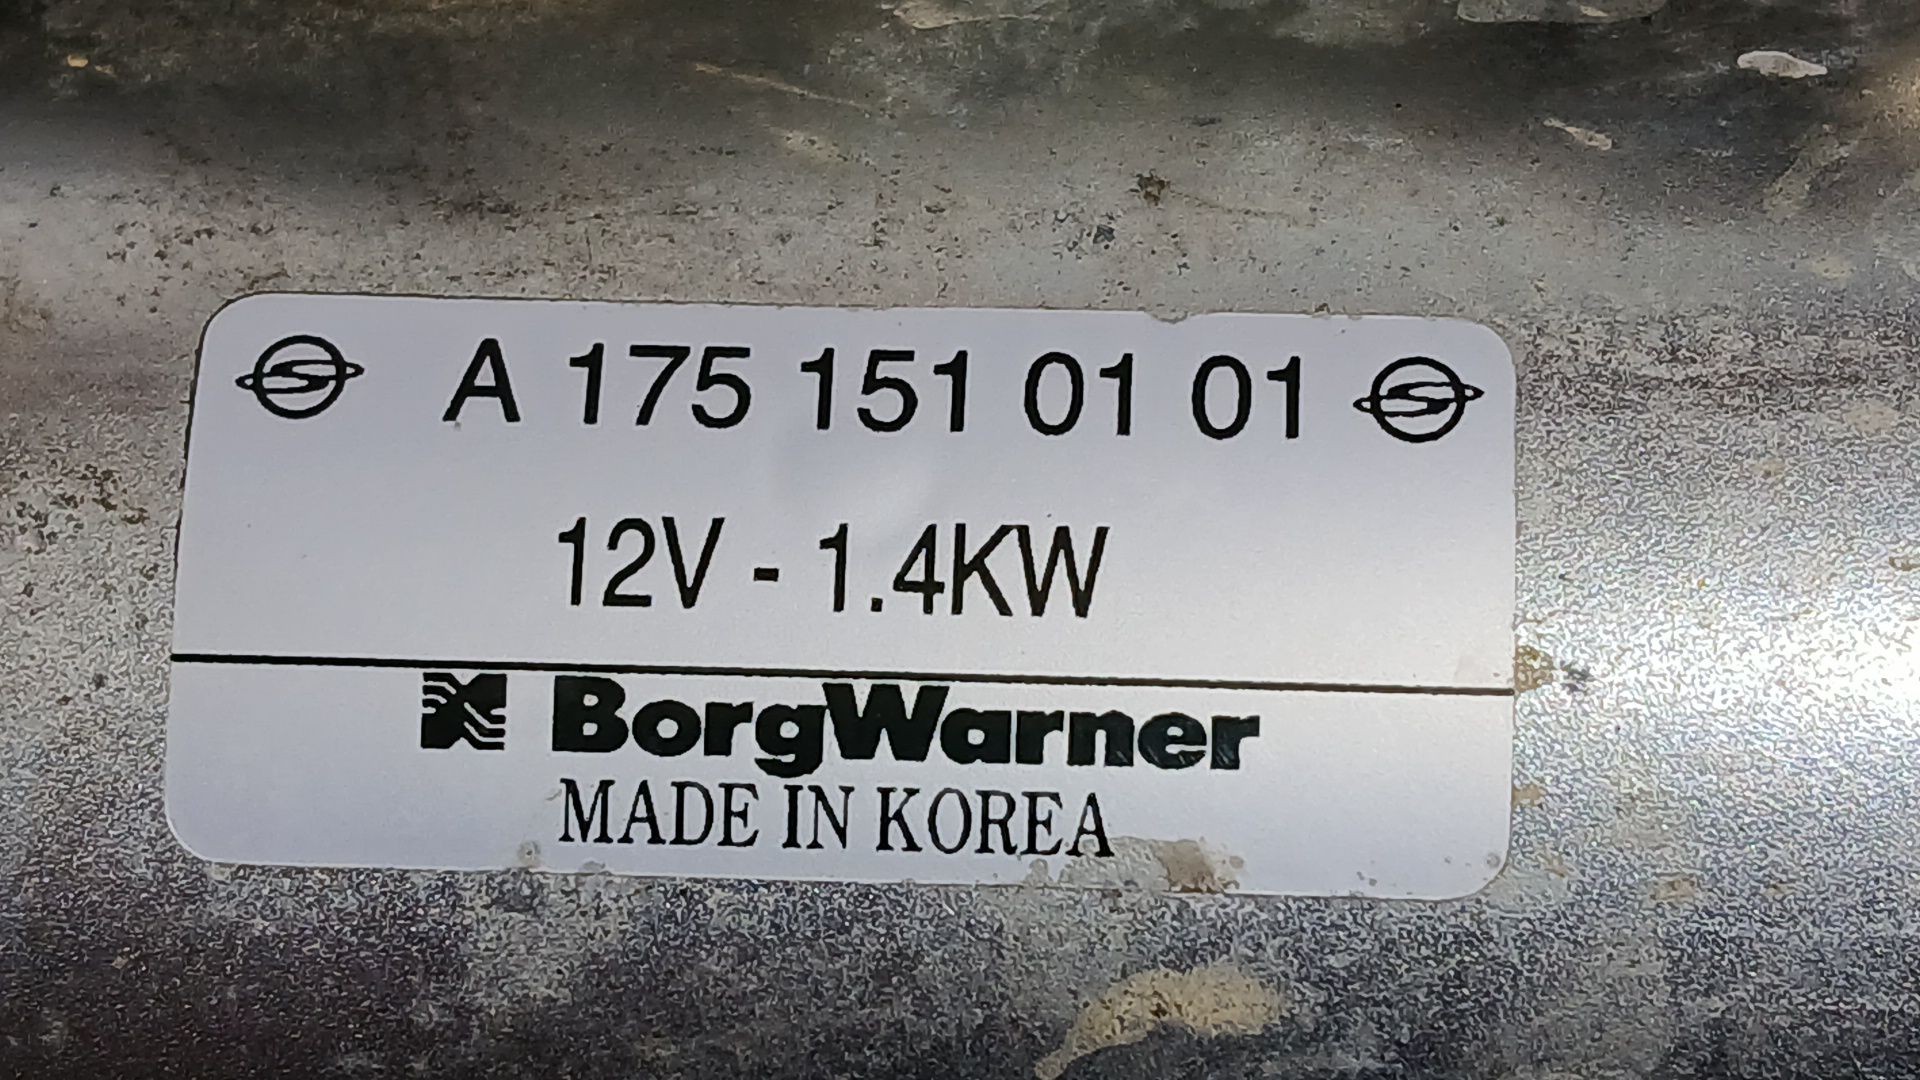 A 175 151 01 01
12V - 1.4KW
BorgWarner
MADE IN KOREA